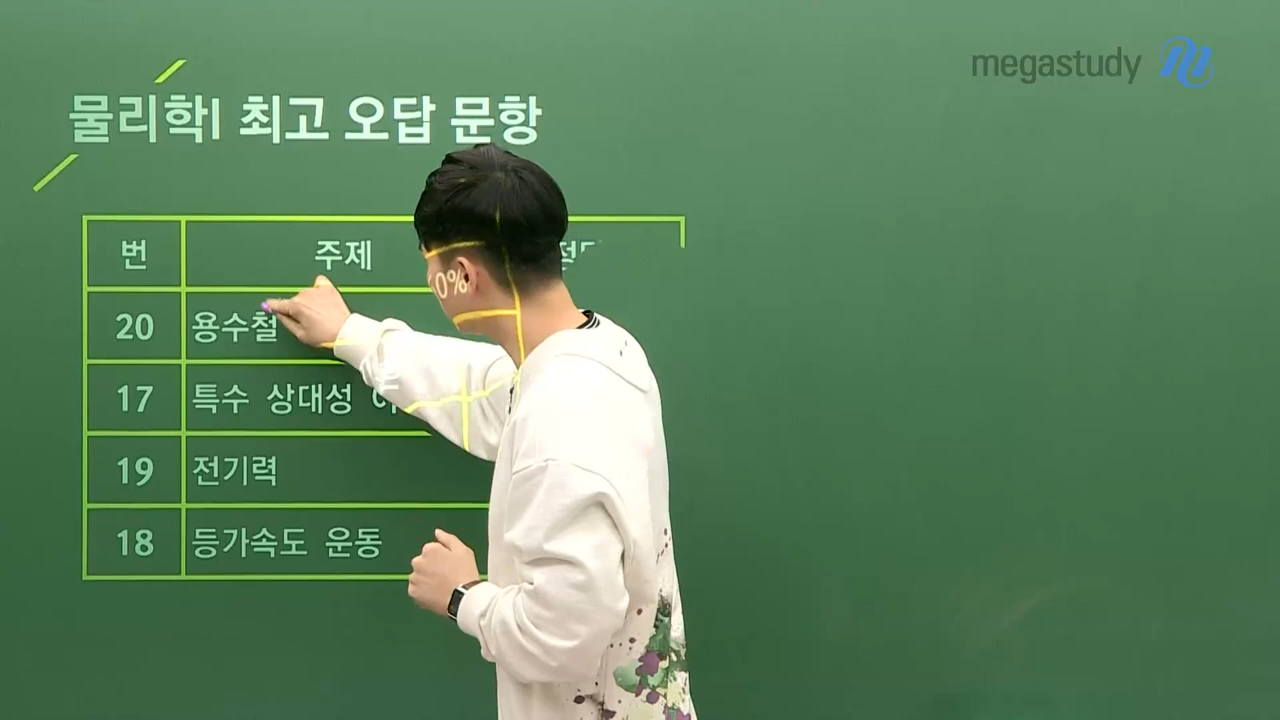 megastudy
물리학I 최고 오답 문항
번 주제
20 용수철
17 특수 상대성
19 전기력
18 등가속도 운동
0%